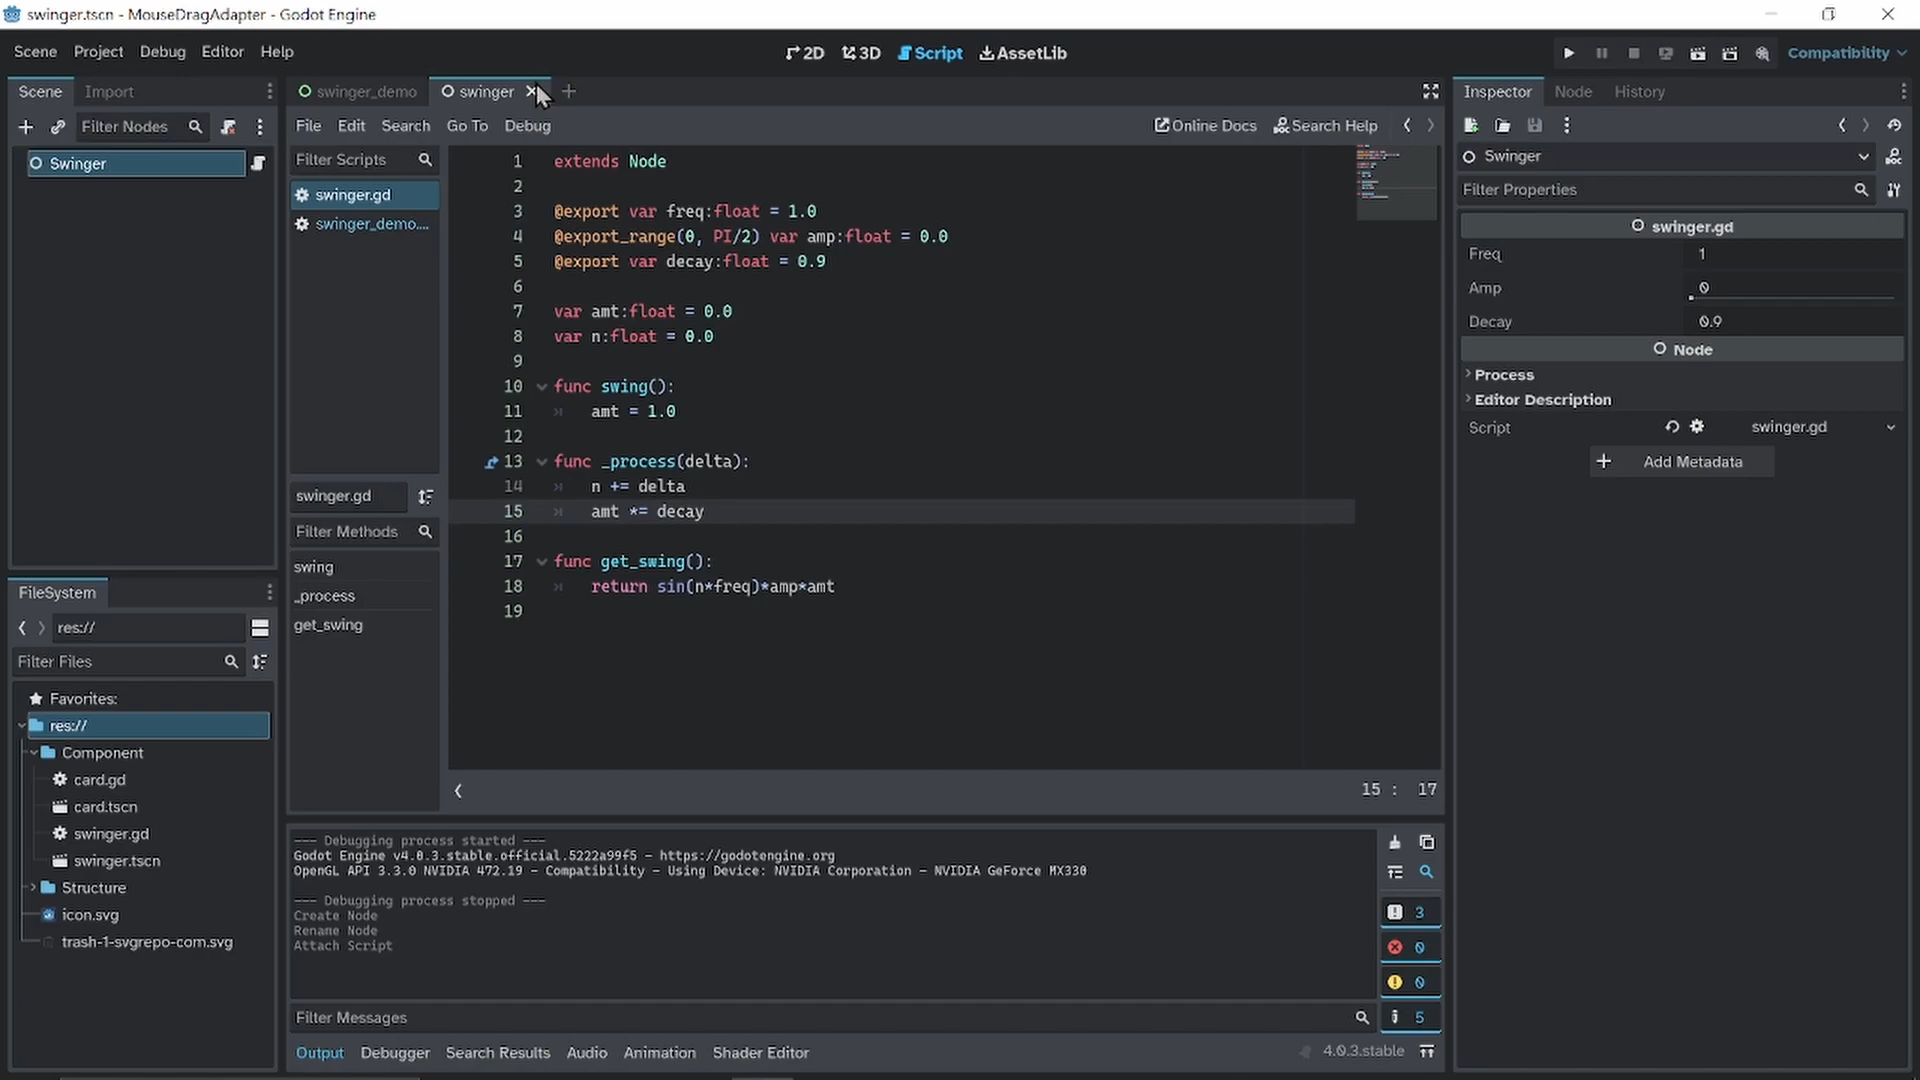 swinger.tscn - MouseDragAdapter - Godot Engine
Scene Project Debug Editor Help
2D 3D Script AssetLib
Compatibility
Scene Import
Filter Nodes
Swinger
FileSystem
res://
Filter Files
Favorites:
res://
Component
card.gd
card.tscn
swinger.gd
swinger.tscn
Structure
icon.svg
trash-1-svgrepo-com.svg
swinger_demo swinger
File Edit Search Go To Debug
Online Docs Search Help
Filter Scripts
swinger.gd
swinger_demo....
swinger.gd
Filter Methods
swing
_process
get_swing
1 extends Node
2
3 @export var freq:float = 1.0
4 @export_range(0, PI/2) var amp:float = 0.0
5 @export var decay:float = 0.9
6
7 var amt:float = 0.0
8 var n:float = 0.0
9
10 func swing():
11 amt = 1.0
12
13 func _process(delta):
14 n += delta
15 amt *= decay
16
17 func get_swing():
18 return sin(n*freq)*amp*amt
19
15 : 17
--- Debugging process started ---
Godot Engine v4.0.3.stable.official.5222a99f5 - https://godotengine.org
OpenGL API 3.3.0 NVIDIA 472.19 - Compatibility - Using Device: NVIDIA Corporation - NVIDIA GeForce MX330
--- Debugging process stopped ---
Create Node
Rename Node
Attach Script
3
0
0
5
Filter Messages
Output Debugger Search Results Audio Animation Shader Editor
4.0.3.stable
Inspector Node History
Swinger
Filter Properties
swinger.gd
Freq 1
Amp 0
Decay 0.9
Node
Process
Editor Description
Script swinger.gd
Add Metadata